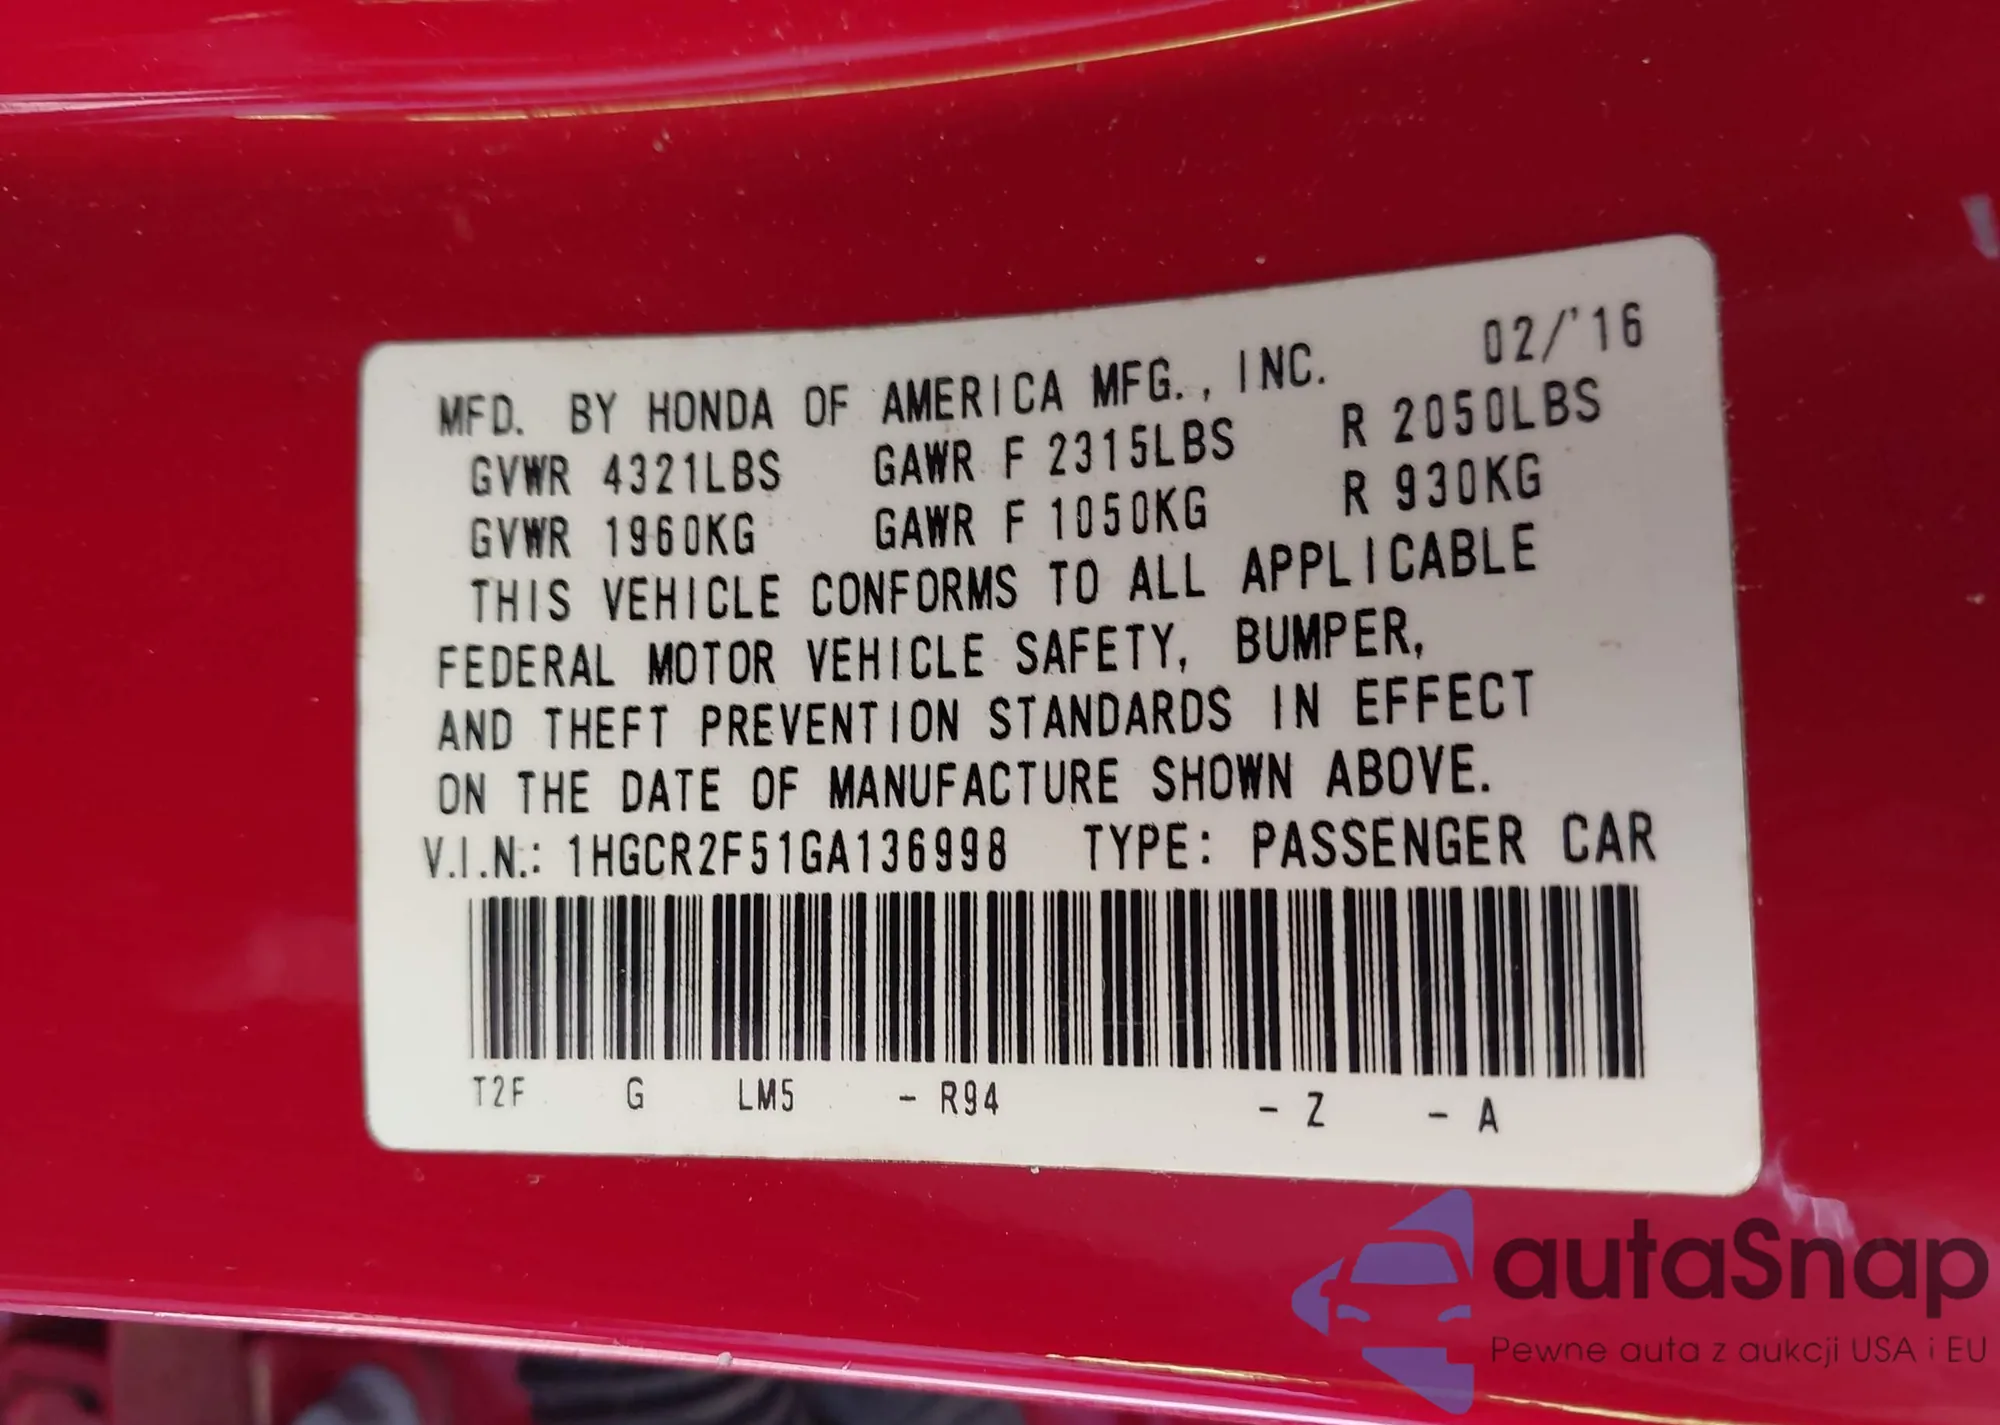 MFD. BY HONDA OF AMERICA MFG., INC. 02/'16
GVWR 4321LBS GAWR F 2315LBS R 2050LBS
GVWR 1960KG GAWR F 1050KG R 930KG
THIS VEHICLE CONFORMS TO ALL APPLICABLE
FEDERAL MOTOR VEHICLE SAFETY, BUMPER,
AND THEFT PREVENTION STANDARDS IN EFFECT
ON THE DATE OF MANUFACTURE SHOWN ABOVE.
V.I.N.: 1HGCR2F51GA136998 TYPE: PASSENGER CAR
T2F G LM5 - R94 - Z - A
autaSnap
Pewne auta z aukcji USA i EU